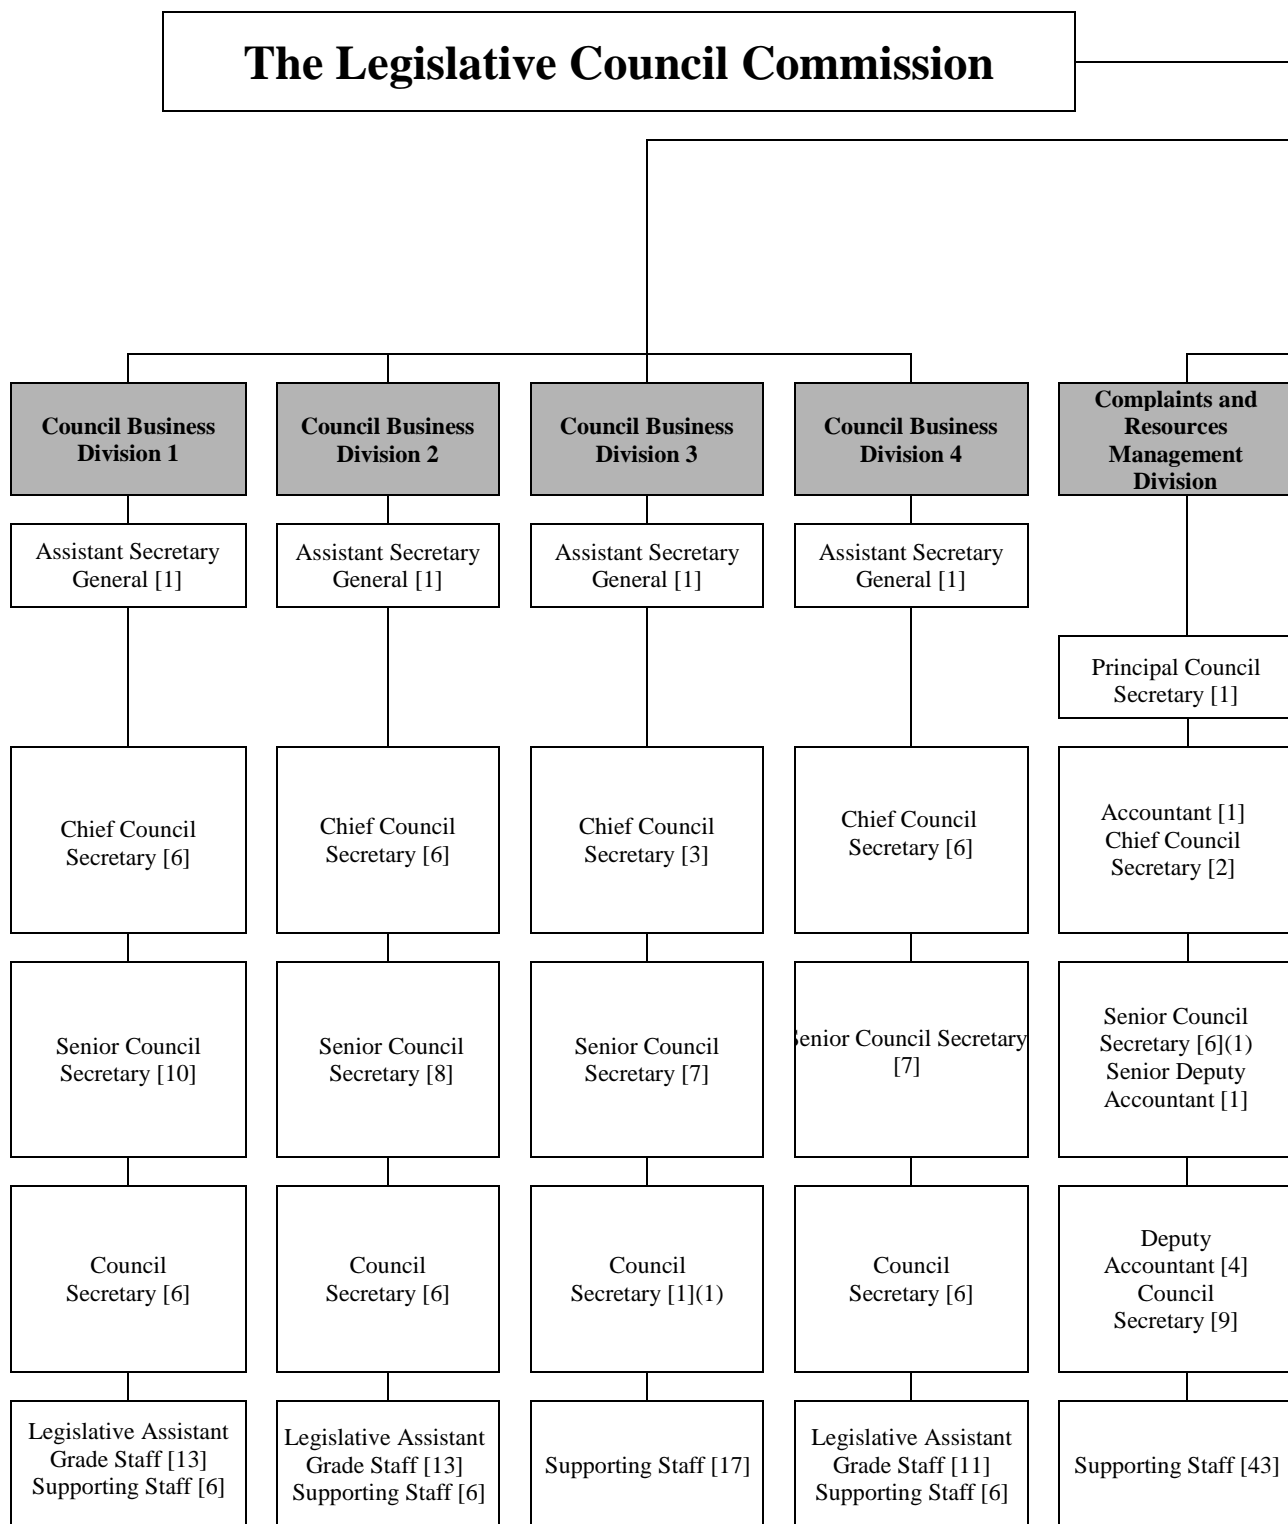 The Legislative Council Commission
Council Business
Division 1
Council Business
Division 2
Council Business
Division 3
Council Business
Division 4
Complaints and
Resources
Management
Division
Assistant Secretary
General [1]
Assistant Secretary
General [1]
Assistant Secretary
General [1]
Assistant Secretary
General [1]
Principal Council
Secretary [1]
Chief Council
Secretary [6]
Chief Council
Secretary [6]
Chief Council
Secretary [3]
Chief Council
Secretary [6]
Accountant [1]
Chief Council
Secretary [2]
Senior Council
Secretary [10]
Senior Council
Secretary [8]
Senior Council
Secretary [7]
Senior Council Secretary
[7]
Senior Council
Secretary [6](1)
Senior Deputy
Accountant [1]
Council
Secretary [6]
Council
Secretary [6]
Council
Secretary [1](1)
Council
Secretary [6]
Deputy
Accountant [4]
Council
Secretary [9]
Legislative Assistant
Grade Staff [13]
Supporting Staff [6]
Legislative Assistant
Grade Staff [13]
Supporting Staff [6]
Supporting Staff [17]
Legislative Assistant
Grade Staff [11]
Supporting Staff [6]
Supporting Staff [43]